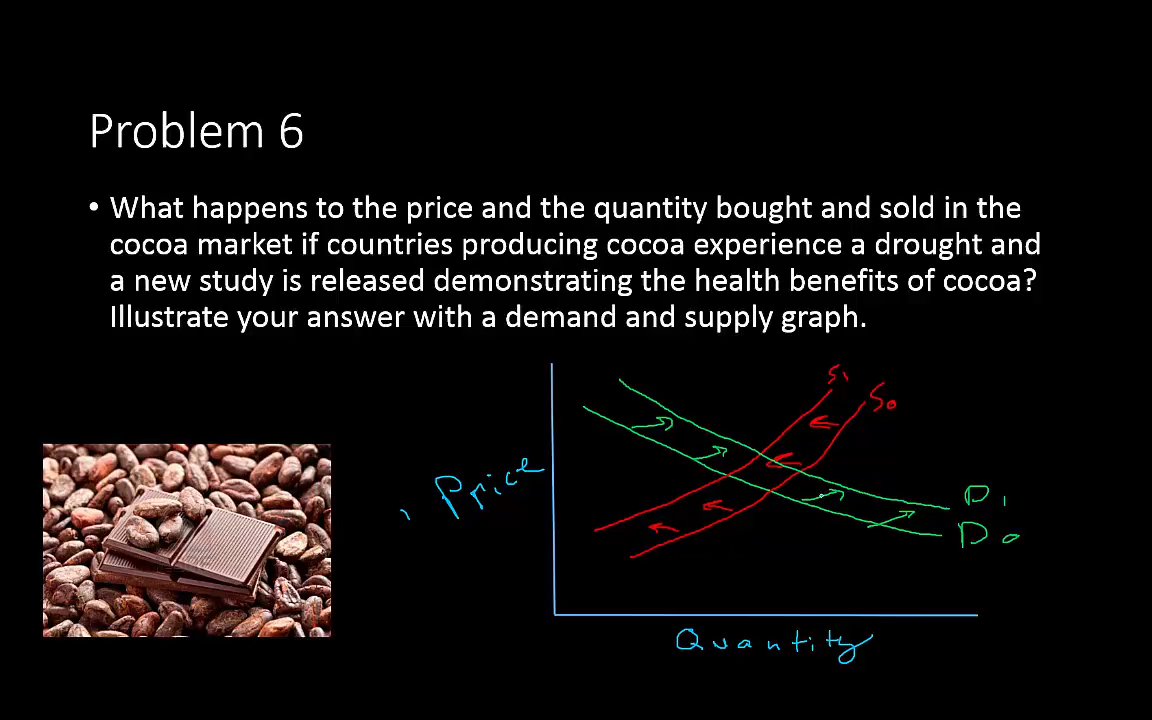 Problem 6
• What happens to the price and the quantity bought and sold in the
cocoa market if countries producing cocoa experience a drought and
a new study is released demonstrating the health benefits of cocoa?
Illustrate your answer with a demand and supply graph.
S1
S0
Price
D1
D0
Quantity